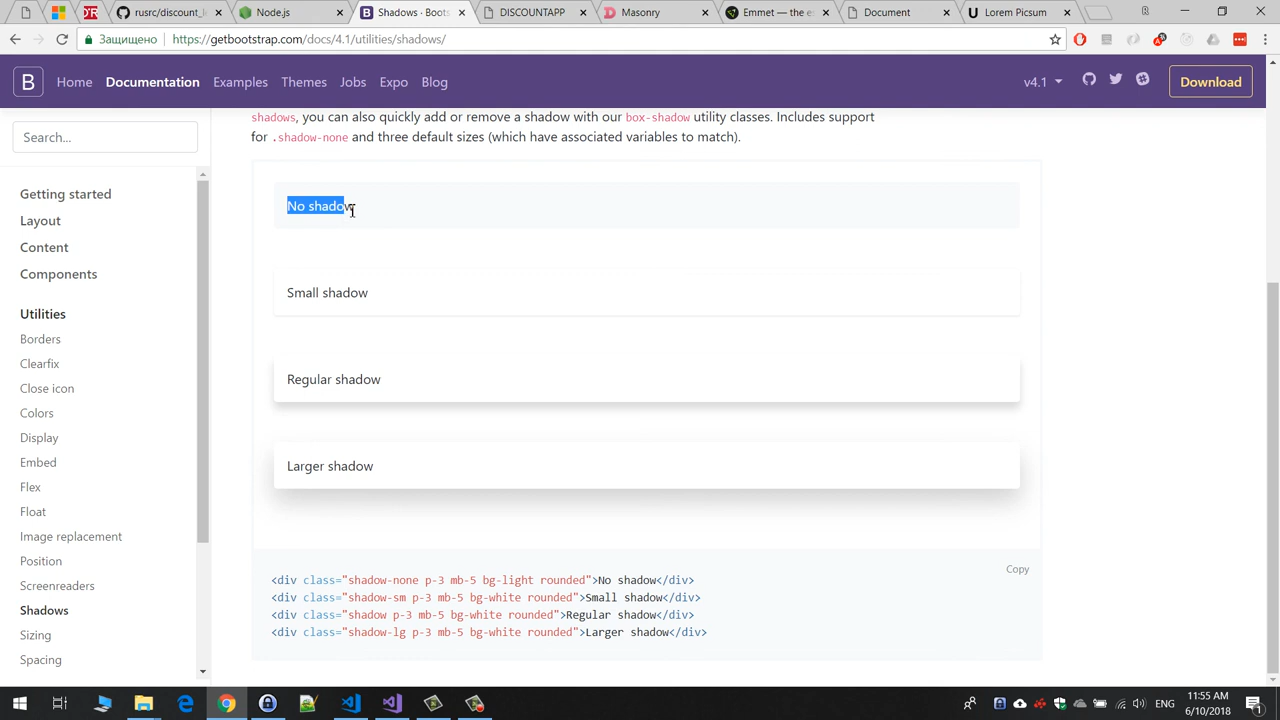 rusrc/discount_l
Node.js
Shadows · Boots
DISCOUNTAPP
Masonry
Emmet — the es
Document
Lorem Picsum
Защищено
https://getbootstrap.com/docs/4.1/utilities/shadows/
B
Home
Documentation
Examples
Themes
Jobs
Expo
Blog
v4.1
Download
Search...
Getting started
Layout
Content
Components
Utilities
Borders
Clearfix
Close icon
Colors
Display
Embed
Flex
Float
Image replacement
Position
Screenreaders
Shadows
Sizing
Spacing
shadows, you can also quickly add or remove a shadow with our box-shadow utility classes. Includes support
for .shadow-none and three default sizes (which have associated variables to match).
No shadow
Small shadow
Regular shadow
Larger shadow
Copy
<div class="shadow-none p-3 mb-5 bg-light rounded">No shadow</div>
<div class="shadow-sm p-3 mb-5 bg-white rounded">Small shadow</div>
<div class="shadow p-3 mb-5 bg-white rounded">Regular shadow</div>
<div class="shadow-lg p-3 mb-5 bg-white rounded">Larger shadow</div>
ENG
11:55 AM
6/10/2018